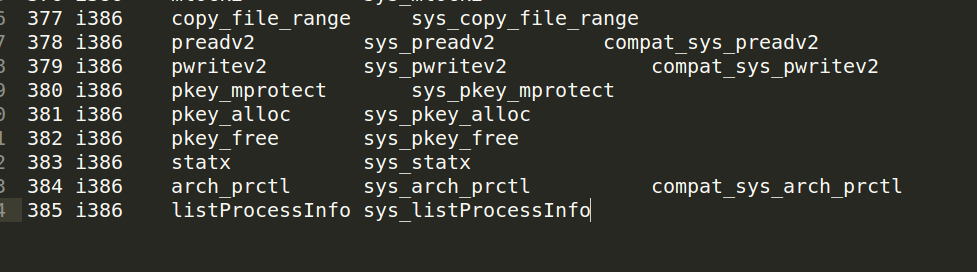 377 i386 copy_file_range sys_copy_file_range
378 i386 preadv2 sys_preadv2 compat_sys_preadv2
379 i386 pwritev2 sys_pwritev2 compat_sys_pwritev2
380 i386 pkey_mprotect sys_pkey_mprotect
381 i386 pkey_alloc sys_pkey_alloc
382 i386 pkey_free sys_pkey_free
383 i386 statx sys_statx
384 i386 arch_prctl sys_arch_prctl compat_sys_arch_prctl
385 i386 listProcessInfo sys_listProcessInfo